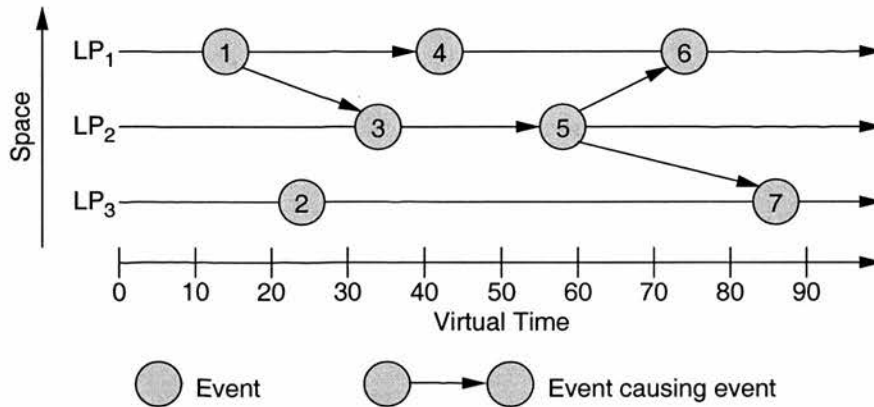 Space
LP1 1 4 6
LP2 3 5
LP3 2 7
0 10 20 30 40 50 60 70 80 90
Virtual Time
Event
Event causing event